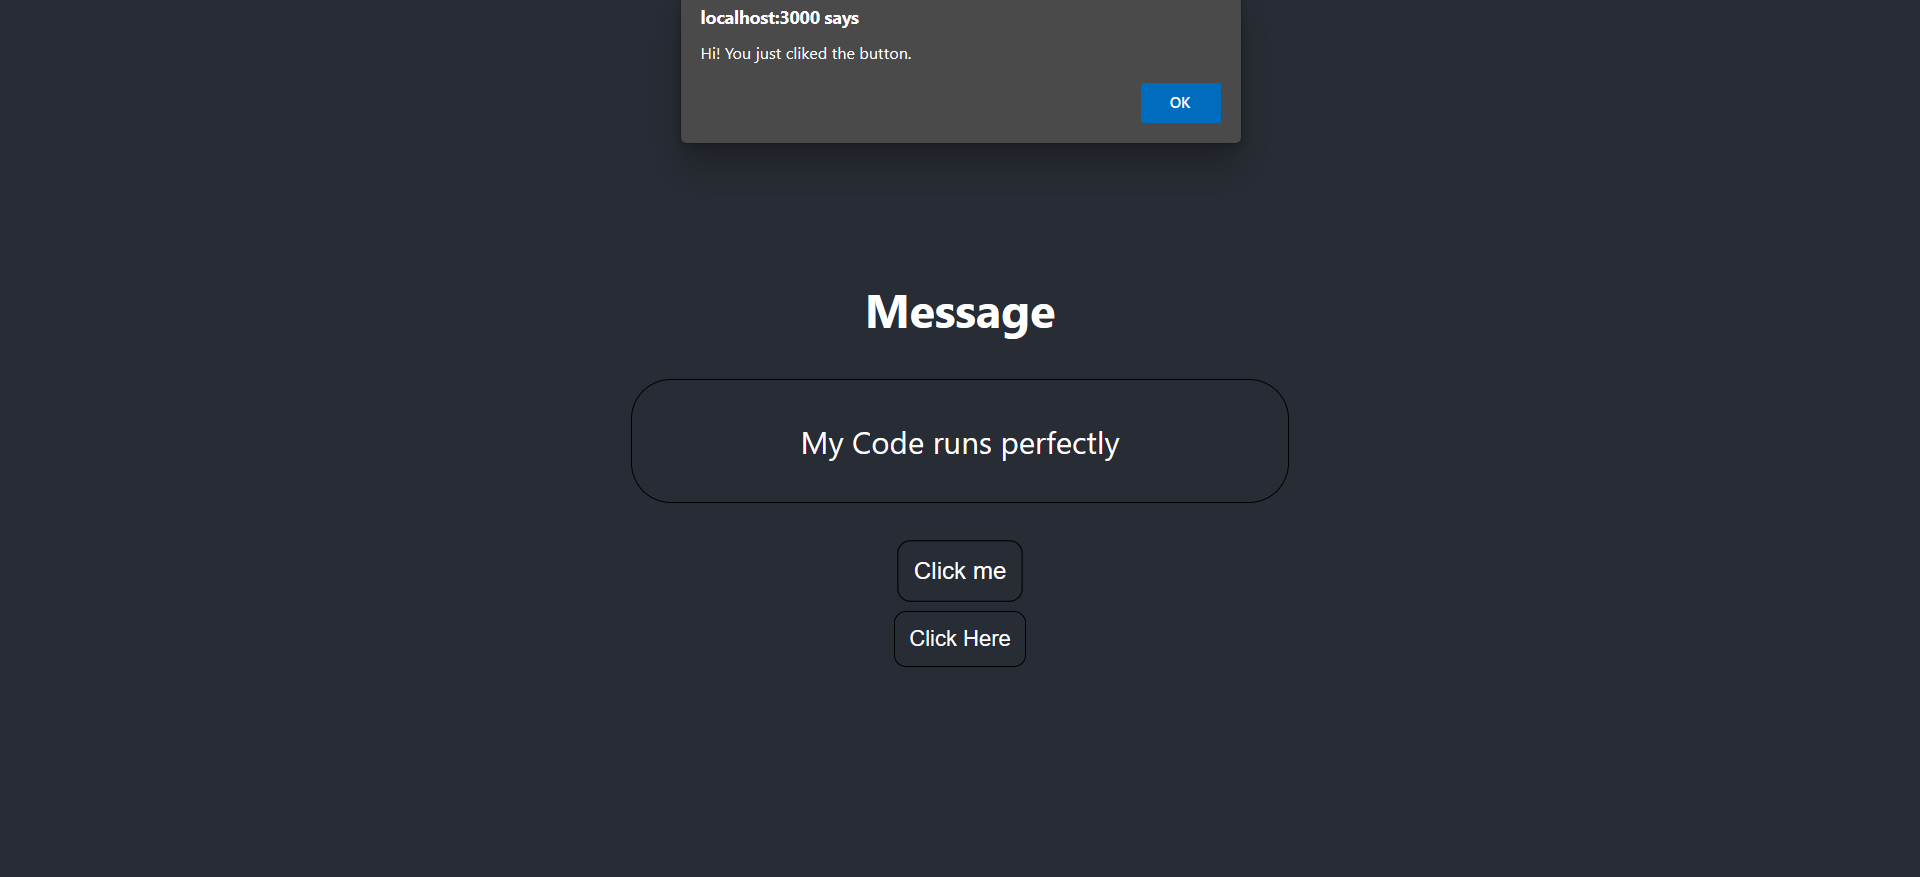 localhost:3000 says
Hi! You just cliked the button.
OK
Message
My Code runs perfectly
Click me
Click Here